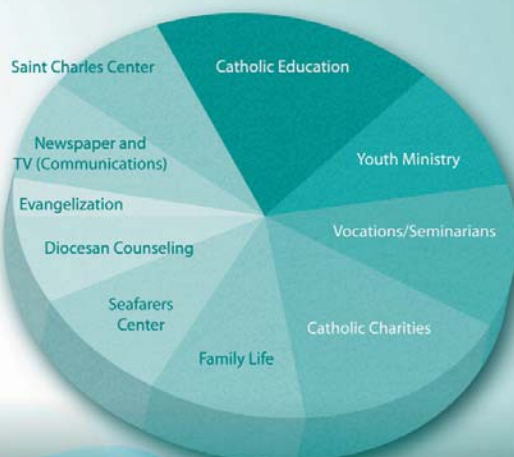 Saint Charles Center
Catholic Education
Newspaper and
TV (Communications)
Youth Ministry
Evangelization
Vocations/Seminarians
Diocesan Counseling
Seafarers
Center
Catholic Charities
Family Life